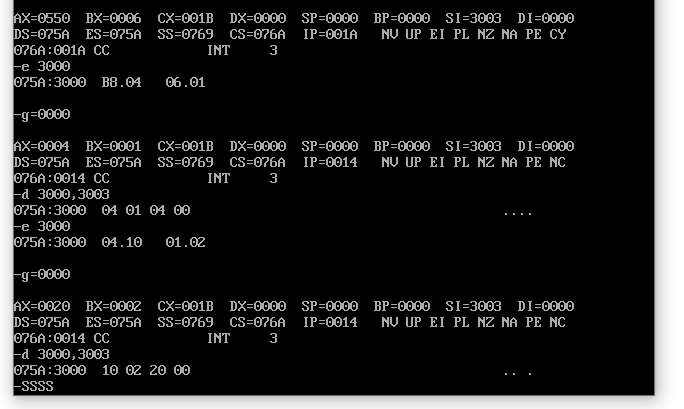 AX=0550  BX=0006  CX=001B  DX=0000  SP=0000  BP=0000  SI=3003  DI=0000
DS=075A  ES=075A  SS=0769  CS=076A  IP=001A   NV UP EI PL NZ NA PE CY
076A:001A CC            INT     3
-e 3000
075A:3000  B8.04   06.01

-g=0000

AX=0004  BX=0001  CX=001B  DX=0000  SP=0000  BP=0000  SI=3003  DI=0000
DS=075A  ES=075A  SS=0769  CS=076A  IP=0014   NV UP EI PL NZ NA PE NC
076A:0014 CC            INT     3
-d 3000,3003
075A:3000  04 01 04 00                                       ....
-e 3000
075A:3000  04.10   01.02

-g=0000

AX=0020  BX=0002  CX=001B  DX=0000  SP=0000  BP=0000  SI=3003  DI=0000
DS=075A  ES=075A  SS=0769  CS=076A  IP=0014   NV UP EI PL NZ NA PE NC
076A:0014 CC            INT     3
-d 3000,3003
075A:3000  10 02 20 00                                       .. .
-SSSS